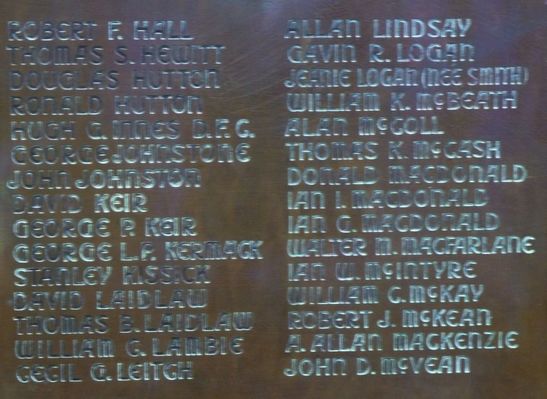 ROBERT F. HALL
THOMAS S. HEWITT
DOUGLAS HUTTON
RONALD HUTTON
HUGH G. INNES D.F.C.
GEORGE JOHNSTONE
JOHN JOHNSTON
DAVID KEIR
GEORGE P. KEIR
GEORGE L.P. KERMACK
STANLEY KISSICK
DAVID LAIDLAW
THOMAS B. LAIDLAW
WILLIAM G. LAMBIE
CECIL G. LEITCH
ALLAN LINDSAY
GAVIN R. LOGAN
JEANIE LOGAN (NEE SMITH)
WILLIAM K. McBEATH
ALAN McCOLL
THOMAS K. McCASH
DONALD MACDONALD
IAN I. MACDONALD
IAN G. MACDONALD
WALTER M. MACFARLANE
IAN W. McINTYRE
WILLIAM G. McKAY
ROBERT J. McKEAN
A. ALLAN MACKENZIE
JOHN D. McVEAN